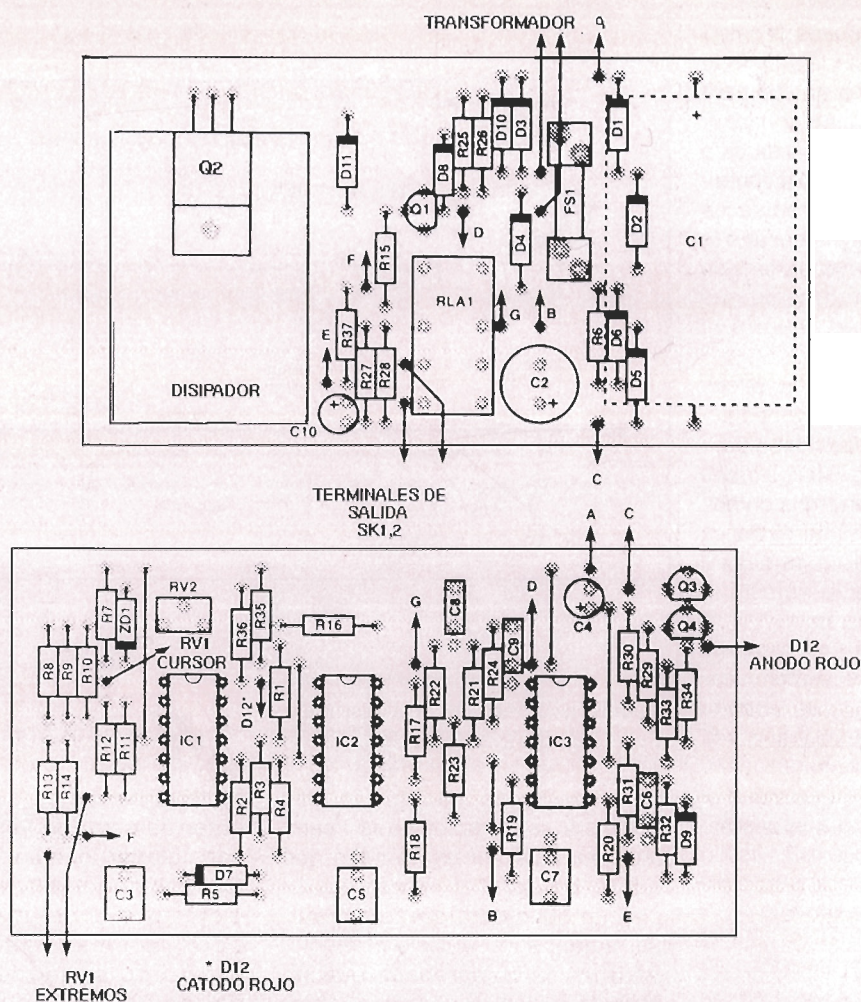 TRANSFORMADOR
q
Q2
D11
D8
R25
R26
D10
D3
D1
+
Q1
D
D4
FS1
D2
C1
F
R15
RLA1
G
B
E
R37
R27
R28
R6
D6
D5
DISIPADOR
C2
+
+
C10
C
TERMINALES DE
SALIDA
SK1,2
A
C
R7
ZD1
RV2
R36
R35
R16
G
C8
D
+
C4
Q3
Q4
D12
ANODO ROJO
R8
R9
R10
RV1
CURSOR
D12*
R1
R22
R21
R24
C9
R30
R29
R33
R34
R12
R11
IC1
IC2
R17
R23
IC3
R13
R14
R2
R3
R4
R18
R19
R20
R31
C6
R32
D9
C3
D7
R5
C5
B
C7
E
RV1
EXTREMOS
* D12
CATODO ROJO